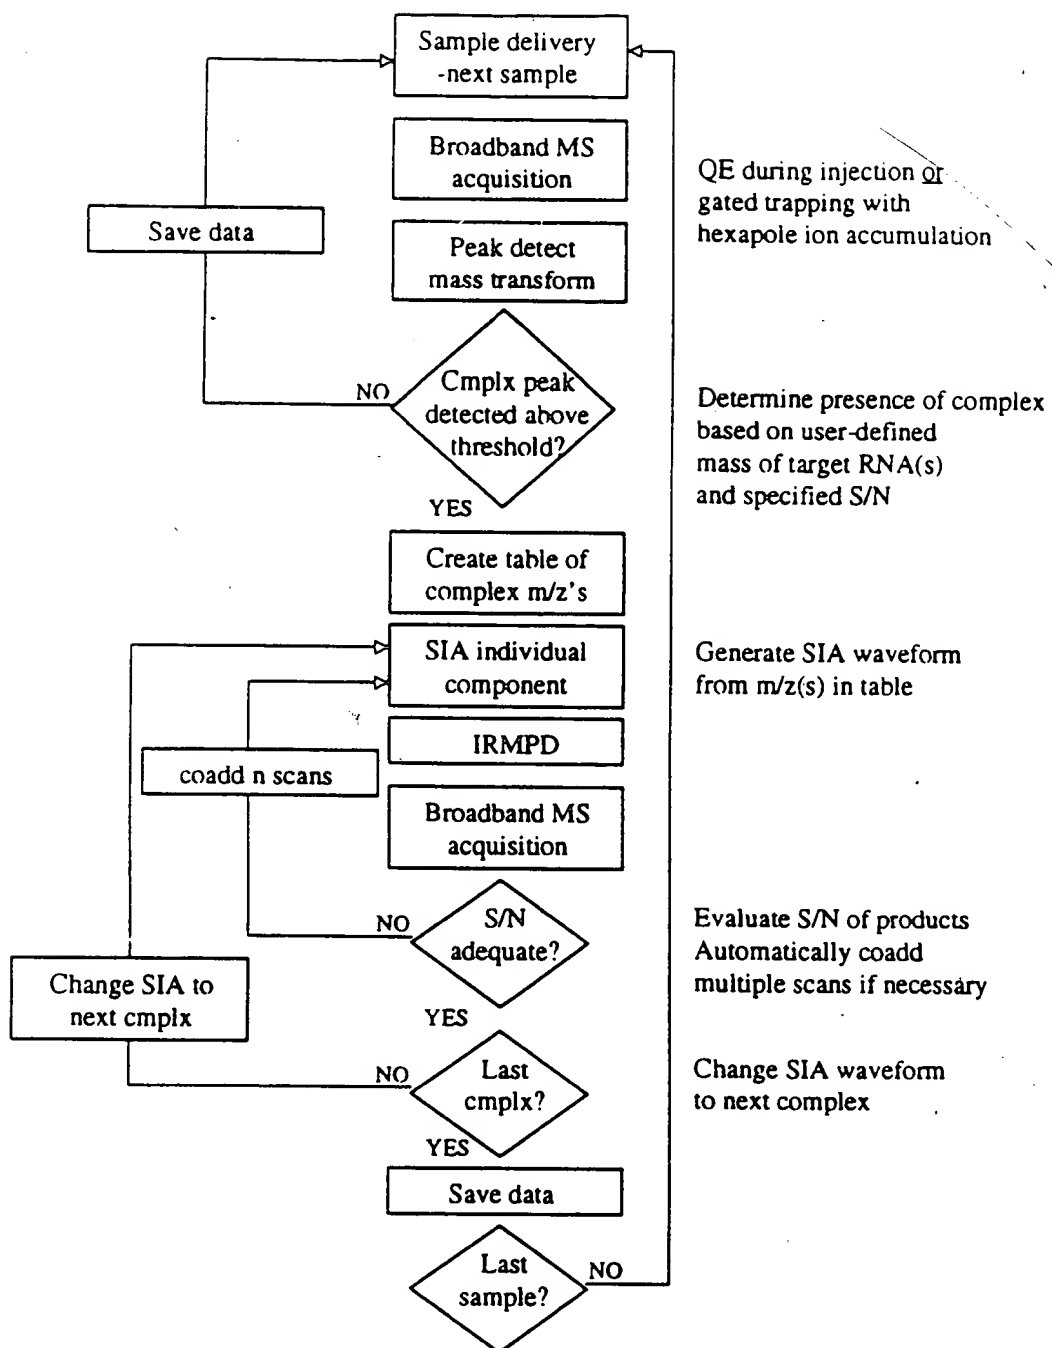 Sample delivery
-next sample
Broadband MS
acquisition
QE during injection or
gated trapping with
hexapole ion accumulation
Save data
Peak detect
mass transform
NO
Cmplx peak
detected above
threshold?
Determine presence of complex
based on user-defined
mass of target RNA(s)
and specified S/N
YES
Create table of
complex m/z's
SIA individual
component
Generate SIA waveform
from m/z(s) in table
IRMPD
coadd n scans
Broadband MS
acquisition
NO
S/N
adequate?
Evaluate S/N of products
Automatically coadd
multiple scans if necessary
Change SIA to
next cmplx
YES
NO
Last
cmplx?
Change SIA waveform
to next complex
YES
Save data
Last
sample?
NO